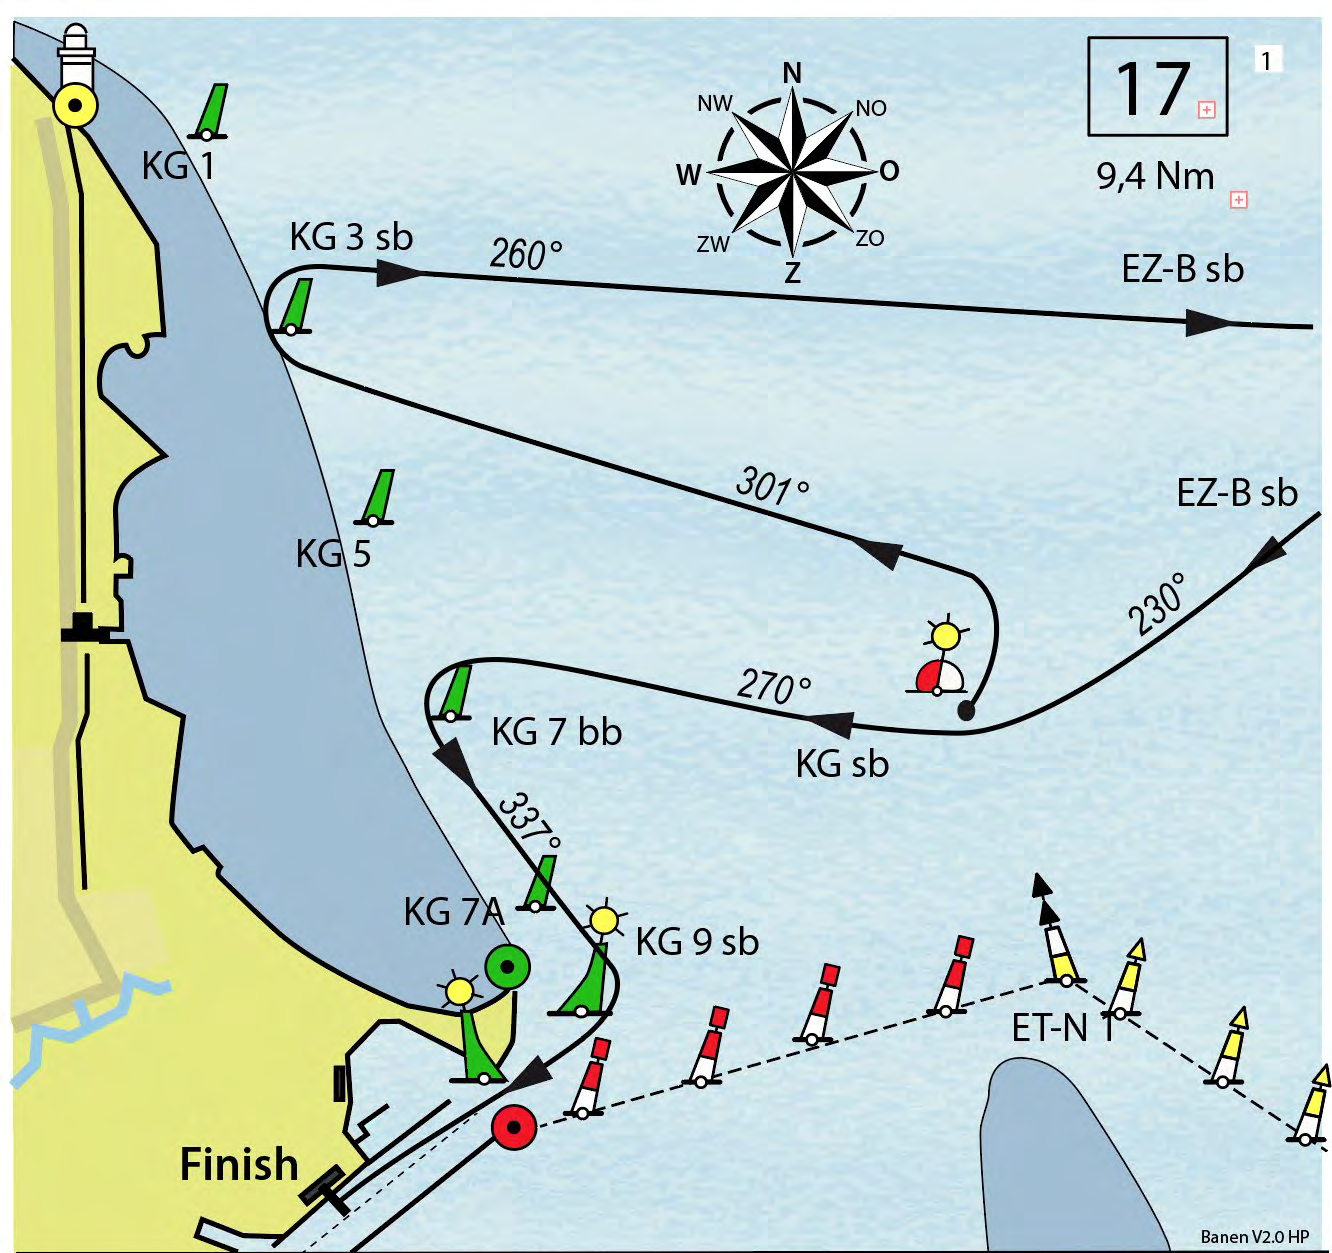 17
1
9,4 Nm
N
NW
NO
W
O
ZW
ZO
Z
KG 1
KG 3 sb
260°
EZ-B sb
301°
EZ-B sb
KG 5
230°
270°
KG 7 bb
KG sb
337°
KG 7A
KG 9 sb
ET-N 1
Finish
Banen V2.0 HP